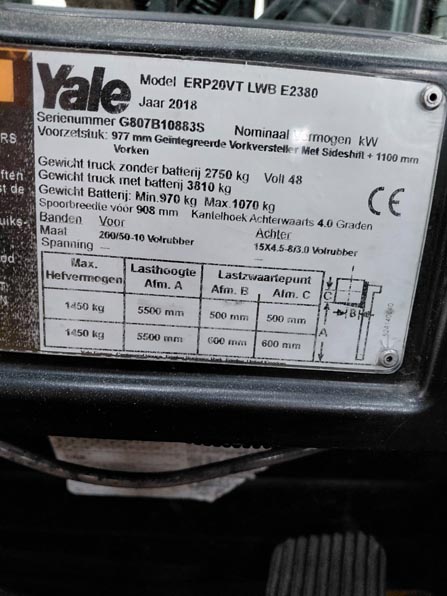 Yale
Model ERP20VT LWB E2380
Jaar 2018
Serienummer G807B10883S Nominaal Vermogen kW
Voorzetstuk: 977 mm Geïntegreerde Vorkversteller Met Sideshift + 1100 mm
Vorken
Gewicht truck zonder batterij 2750 kg Volt 48
Gewicht truck met batterij 3810 kg
Gewicht Batterij: Min 970 kg Max 1070 kg
Spoorbreedte vóór 908 mm Kantelhoek Achterwaarts 4.0 Graden
CE
Banden Voor Achter
Maat 200/50-10 Volrubber 15X4.5-8/3.0 Volrubber
Spanning --- ---
Max. Hefvermogen Lasthoogte Afm. A Lastzwaartepunt Afm. B Afm. C
1450 kg 5500 mm 500 mm 500 mm
1450 kg 5500 mm 600 mm 600 mm
C
B
A
ERS